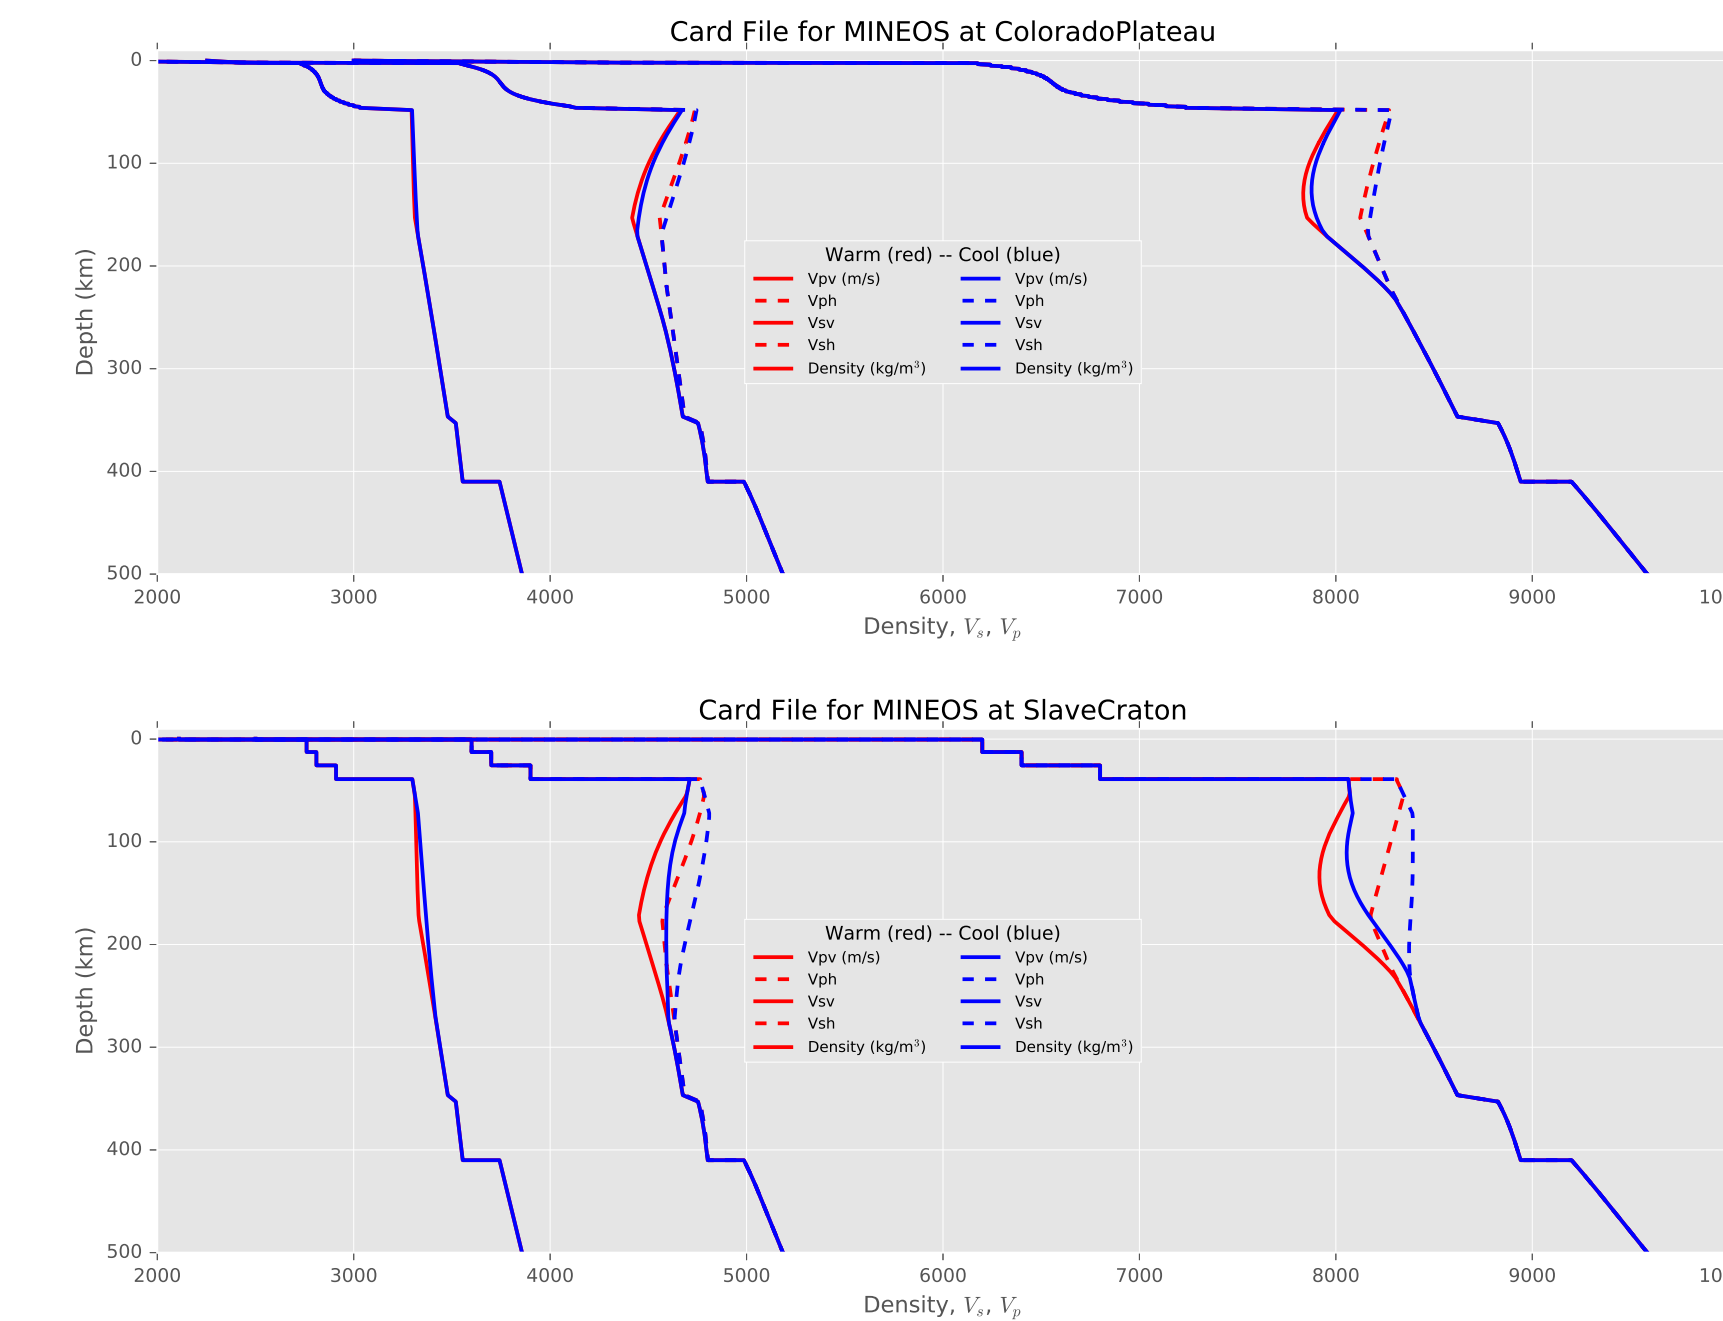 Card File for MINEOS at ColoradoPlateau
0
100
200
300
400
500
Depth (km)
Warm (red) -- Cool (blue)
Vpv (m/s) Vpv (m/s)
Vph Vph
Vsv Vsv
Vsh Vsh
Density (kg/m³) Density (kg/m³)
2000 3000 4000 5000 6000 7000 8000 9000 10
Density, Vₛ, Vₚ
Card File for MINEOS at SlaveCraton
0
100
200
300
400
500
Depth (km)
Warm (red) -- Cool (blue)
Vpv (m/s) Vpv (m/s)
Vph Vph
Vsv Vsv
Vsh Vsh
Density (kg/m³) Density (kg/m³)
2000 3000 4000 5000 6000 7000 8000 9000 10
Density, Vₛ, Vₚ